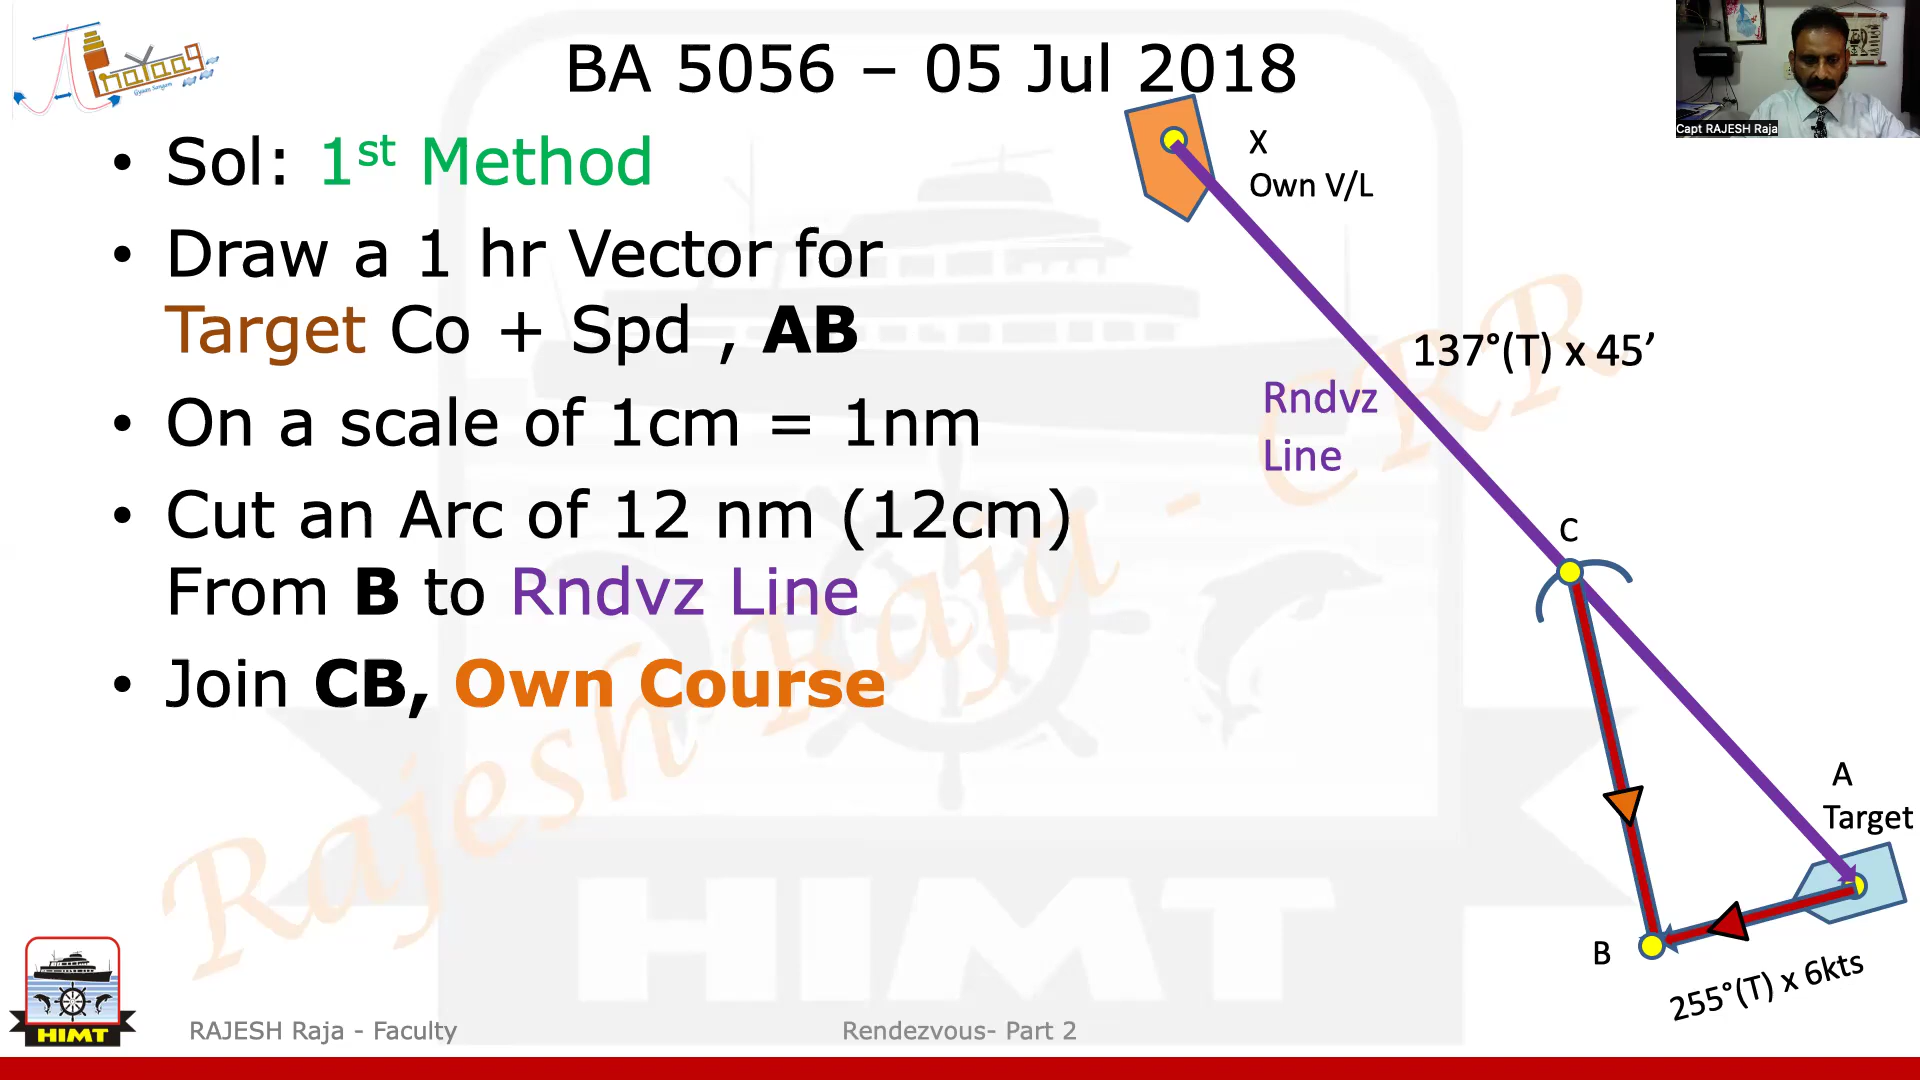 BA 5056 – 05 Jul 2018
• Sol: 1st Method
• Draw a 1 hr Vector for
Target Co + Spd , AB
• On a scale of 1cm = 1nm
• Cut an Arc of 12 nm (12cm)
From B to Rndvz Line
• Join CB, Own Course
X
Own V/L
137°(T) x 45’
Rndvz
Line
C
A
Target
B
255°(T) x 6kts
Capt RAJESH Raja
Rajesh Raja - CRR
HIMT
HIMT
RAJESH Raja - Faculty
Rendezvous- Part 2